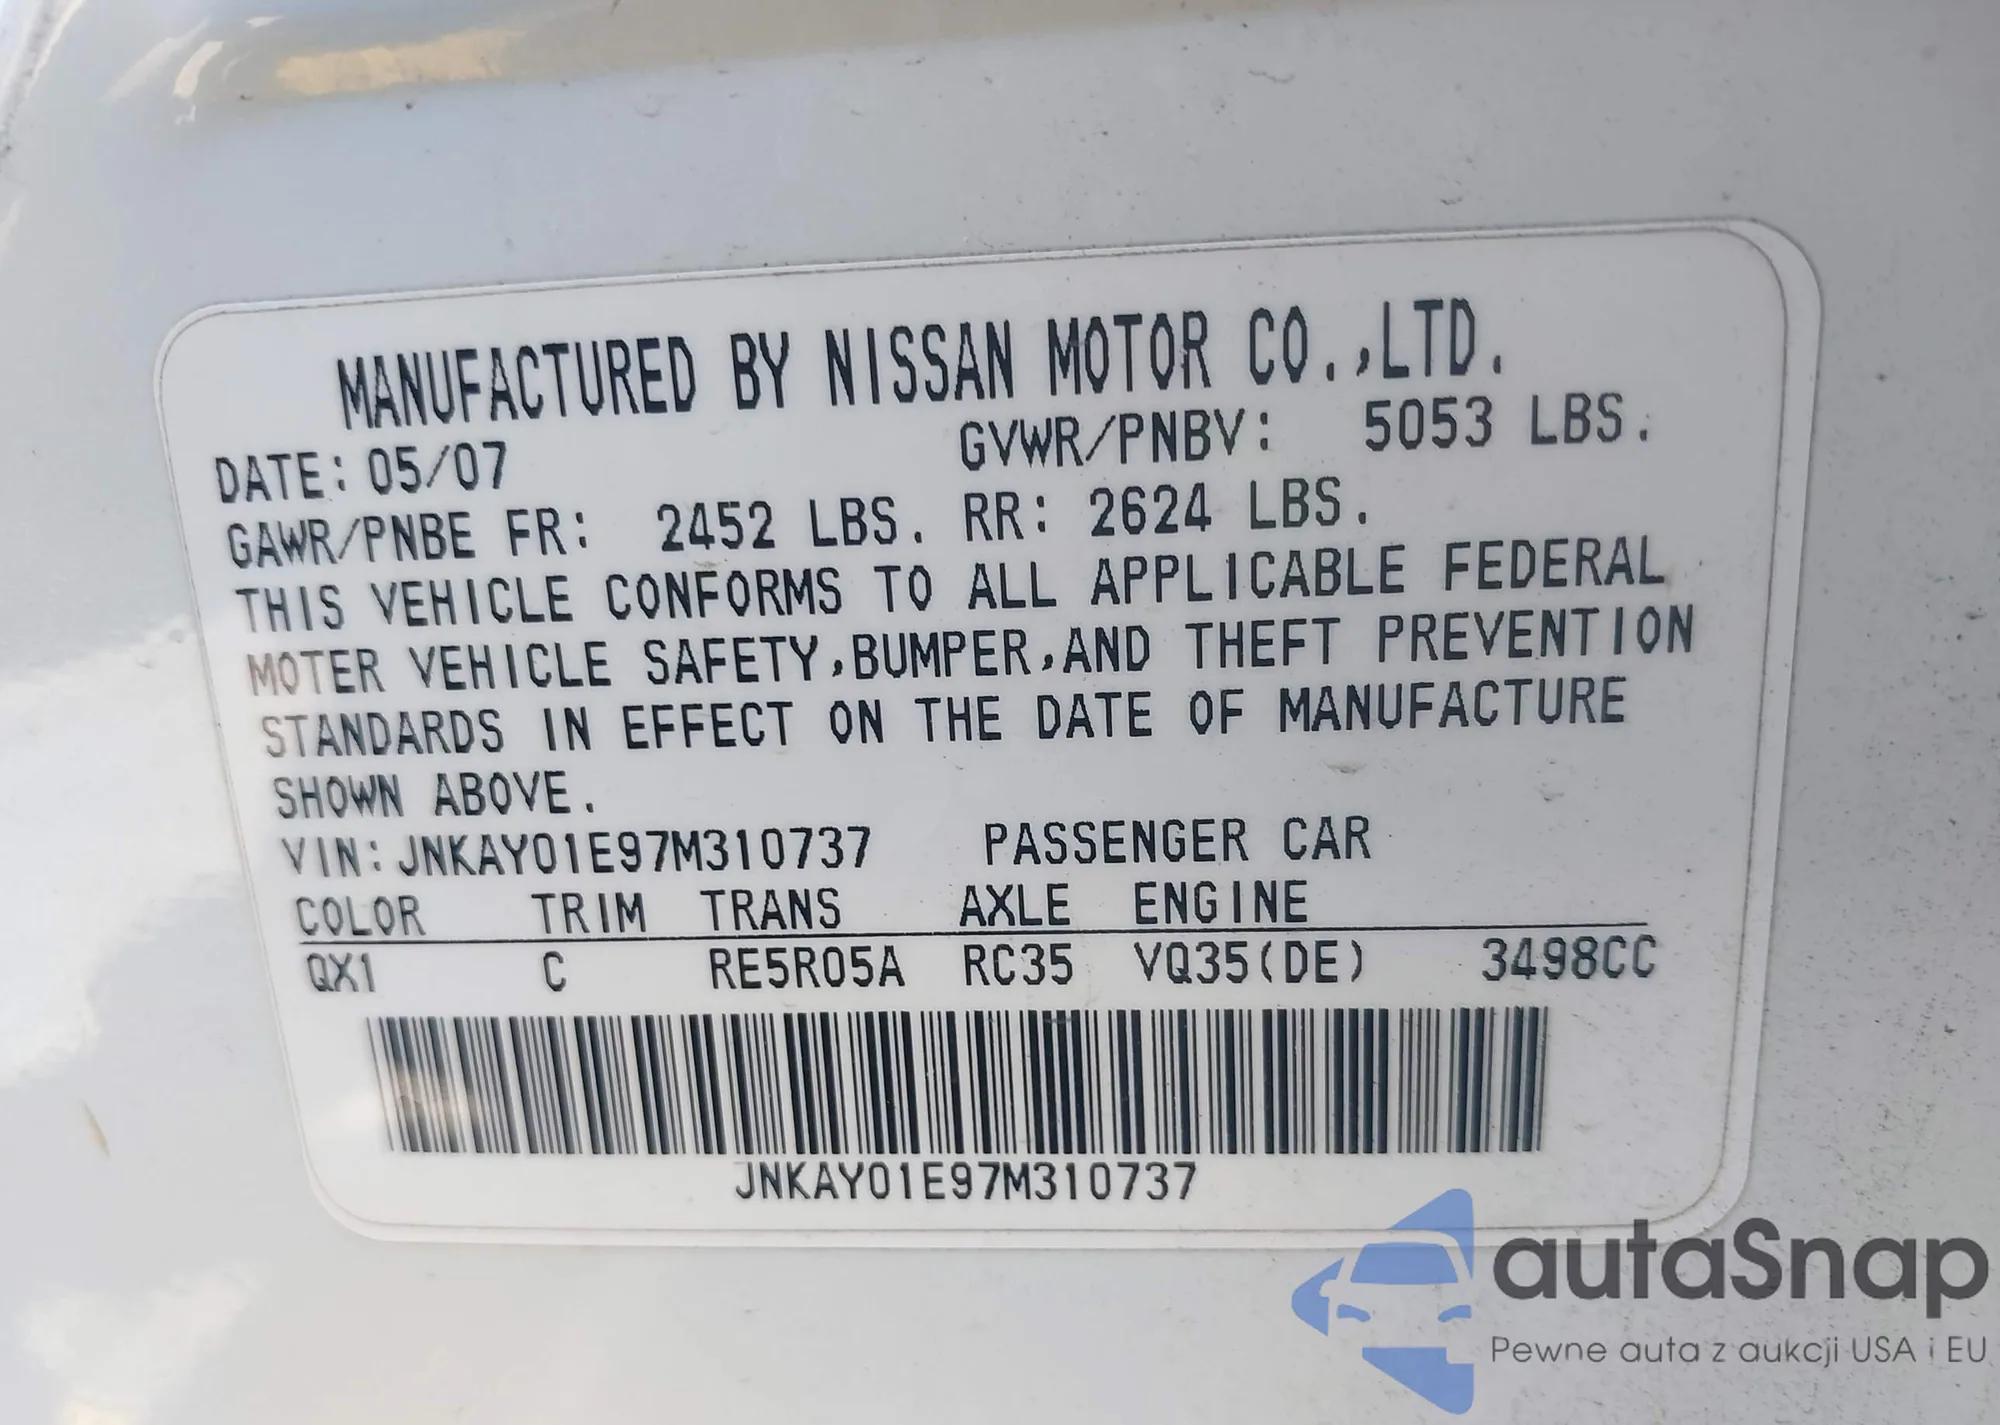 MANUFACTURED BY NISSAN MOTOR CO.,LTD.
DATE: 05/07 GVWR/PNBV: 5053 LBS.
GAWR/PNBE FR: 2452 LBS. RR: 2624 LBS.
THIS VEHICLE CONFORMS TO ALL APPLICABLE FEDERAL
MOTER VEHICLE SAFETY,BUMPER,AND THEFT PREVENTION
STANDARDS IN EFFECT ON THE DATE OF MANUFACTURE
SHOWN ABOVE.
VIN:JNKAY01E97M310737 PASSENGER CAR
COLOR TRIM TRANS AXLE ENGINE
QX1 C RE5R05A RC35 VQ35(DE) 3498CC
JNKAY01E97M310737
autaSnap
Pewne auta z aukcji USA i EU